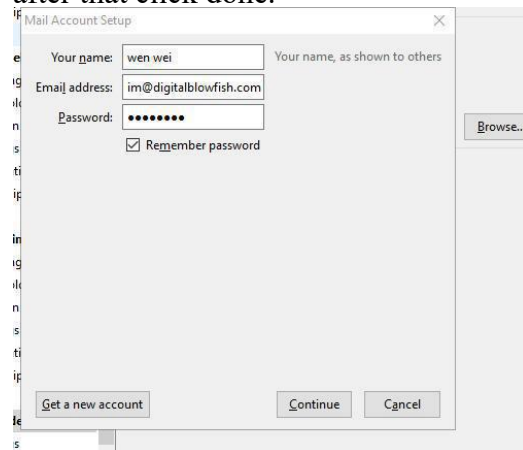 after that click done.
Mail Account Setup
Your name: wen wei Your name, as shown to others
Email address: im@digitalblowfish.com
Password: ••••••••
Remember password
Browse..
Get a new account Continue Cancel